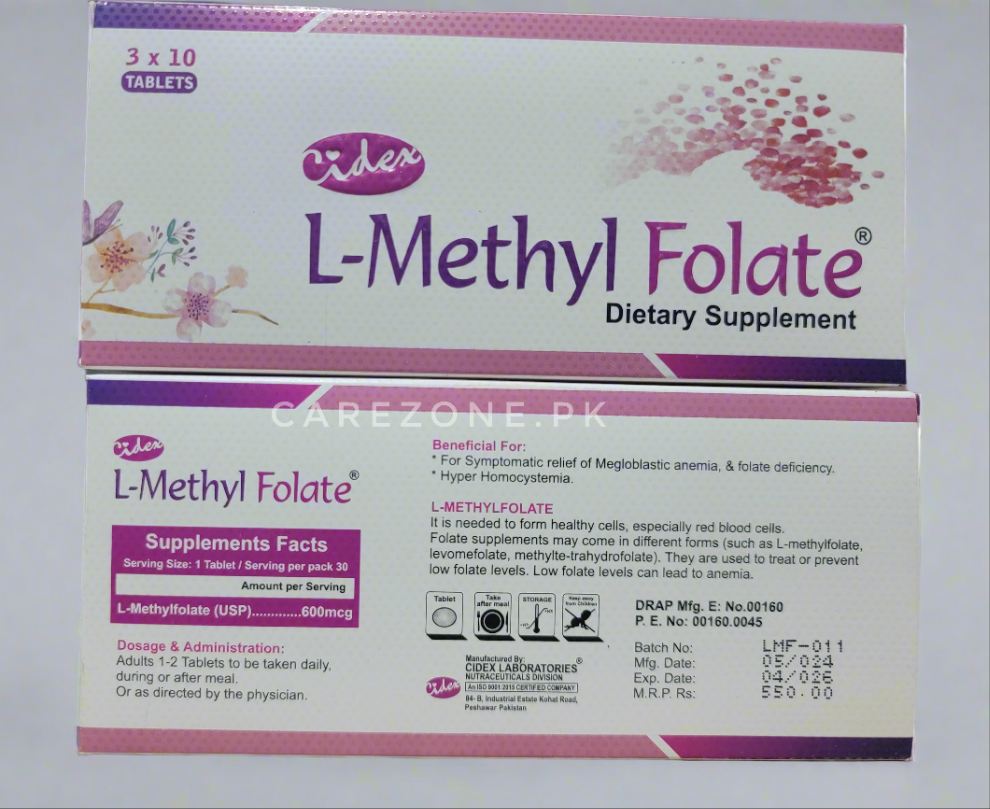 3 x 10
TABLETS
Cidex
L-Methyl Folate®
Dietary Supplement
CAREZONE.PK
Cidex
L-Methyl Folate®
Supplements Facts
Serving Size: 1 Tablet / Serving per pack 30
Amount per Serving
L-Methylfolate (USP).............600mcg
Dosage & Administration:
Adults 1-2 Tablets to be taken daily,
during or after meal.
Or as directed by the physician.
Beneficial For:
* For Symptomatic relief of Megloblastic anemia, & folate deficiency.
* Hyper Homocystemia.
L-METHYLFOLATE
It is needed to form healthy cells, especially red blood cells.
Folate supplements may come in different forms (such as L-methylfolate,
levomefolate, methylte-trahydrofolate). They are used to treat or prevent
low folate levels. Low folate levels can lead to anemia.
Tablet
Take
after meal
STORAGE
Keep away
from Children
Manufactured By:
CIDEX LABORATORIES®
NUTRACEUTICALS DIVISION
An ISO 9001:2015 CERTIFIED COMPANY
Cidex
84- B, Industrial Estate Kohat Road,
Peshawar Pakistan
DRAP Mfg. E: No.00160
P. E. No: 00160.0045
Batch No: LMF-011
Mfg. Date: 05/024
Exp. Date: 04/026
M.R.P. Rs: 550.00